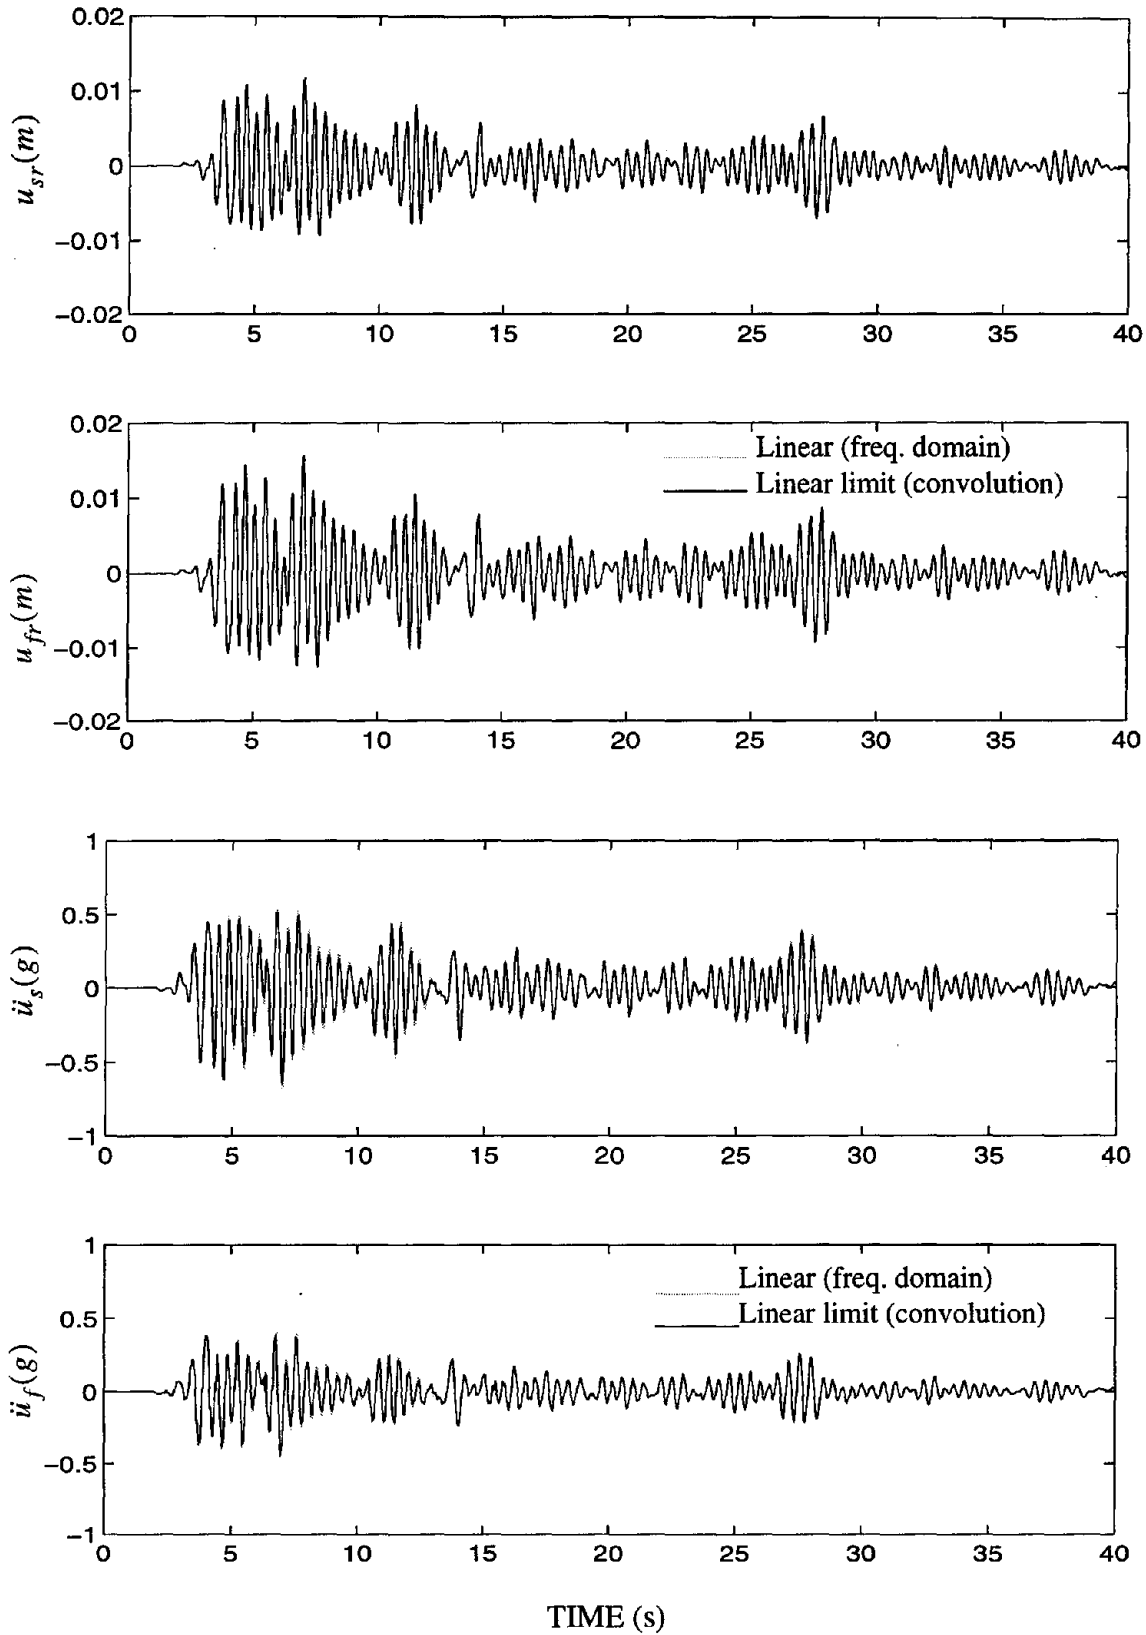 0.02
0.01
0
−0.01
−0.02
u_sr(m)
0 5 10 15 20 25 30 35 40
0.02
0.01
0
−0.01
−0.02
u_fr(m)
Linear (freq. domain)
Linear limit (convolution)
0 5 10 15 20 25 30 35 40
1
0.5
0
−0.5
−1
ü_s(g)
0 5 10 15 20 25 30 35 40
1
0.5
0
−0.5
−1
ü_f(g)
Linear (freq. domain)
Linear limit (convolution)
0 5 10 15 20 25 30 35 40
TIME (s)